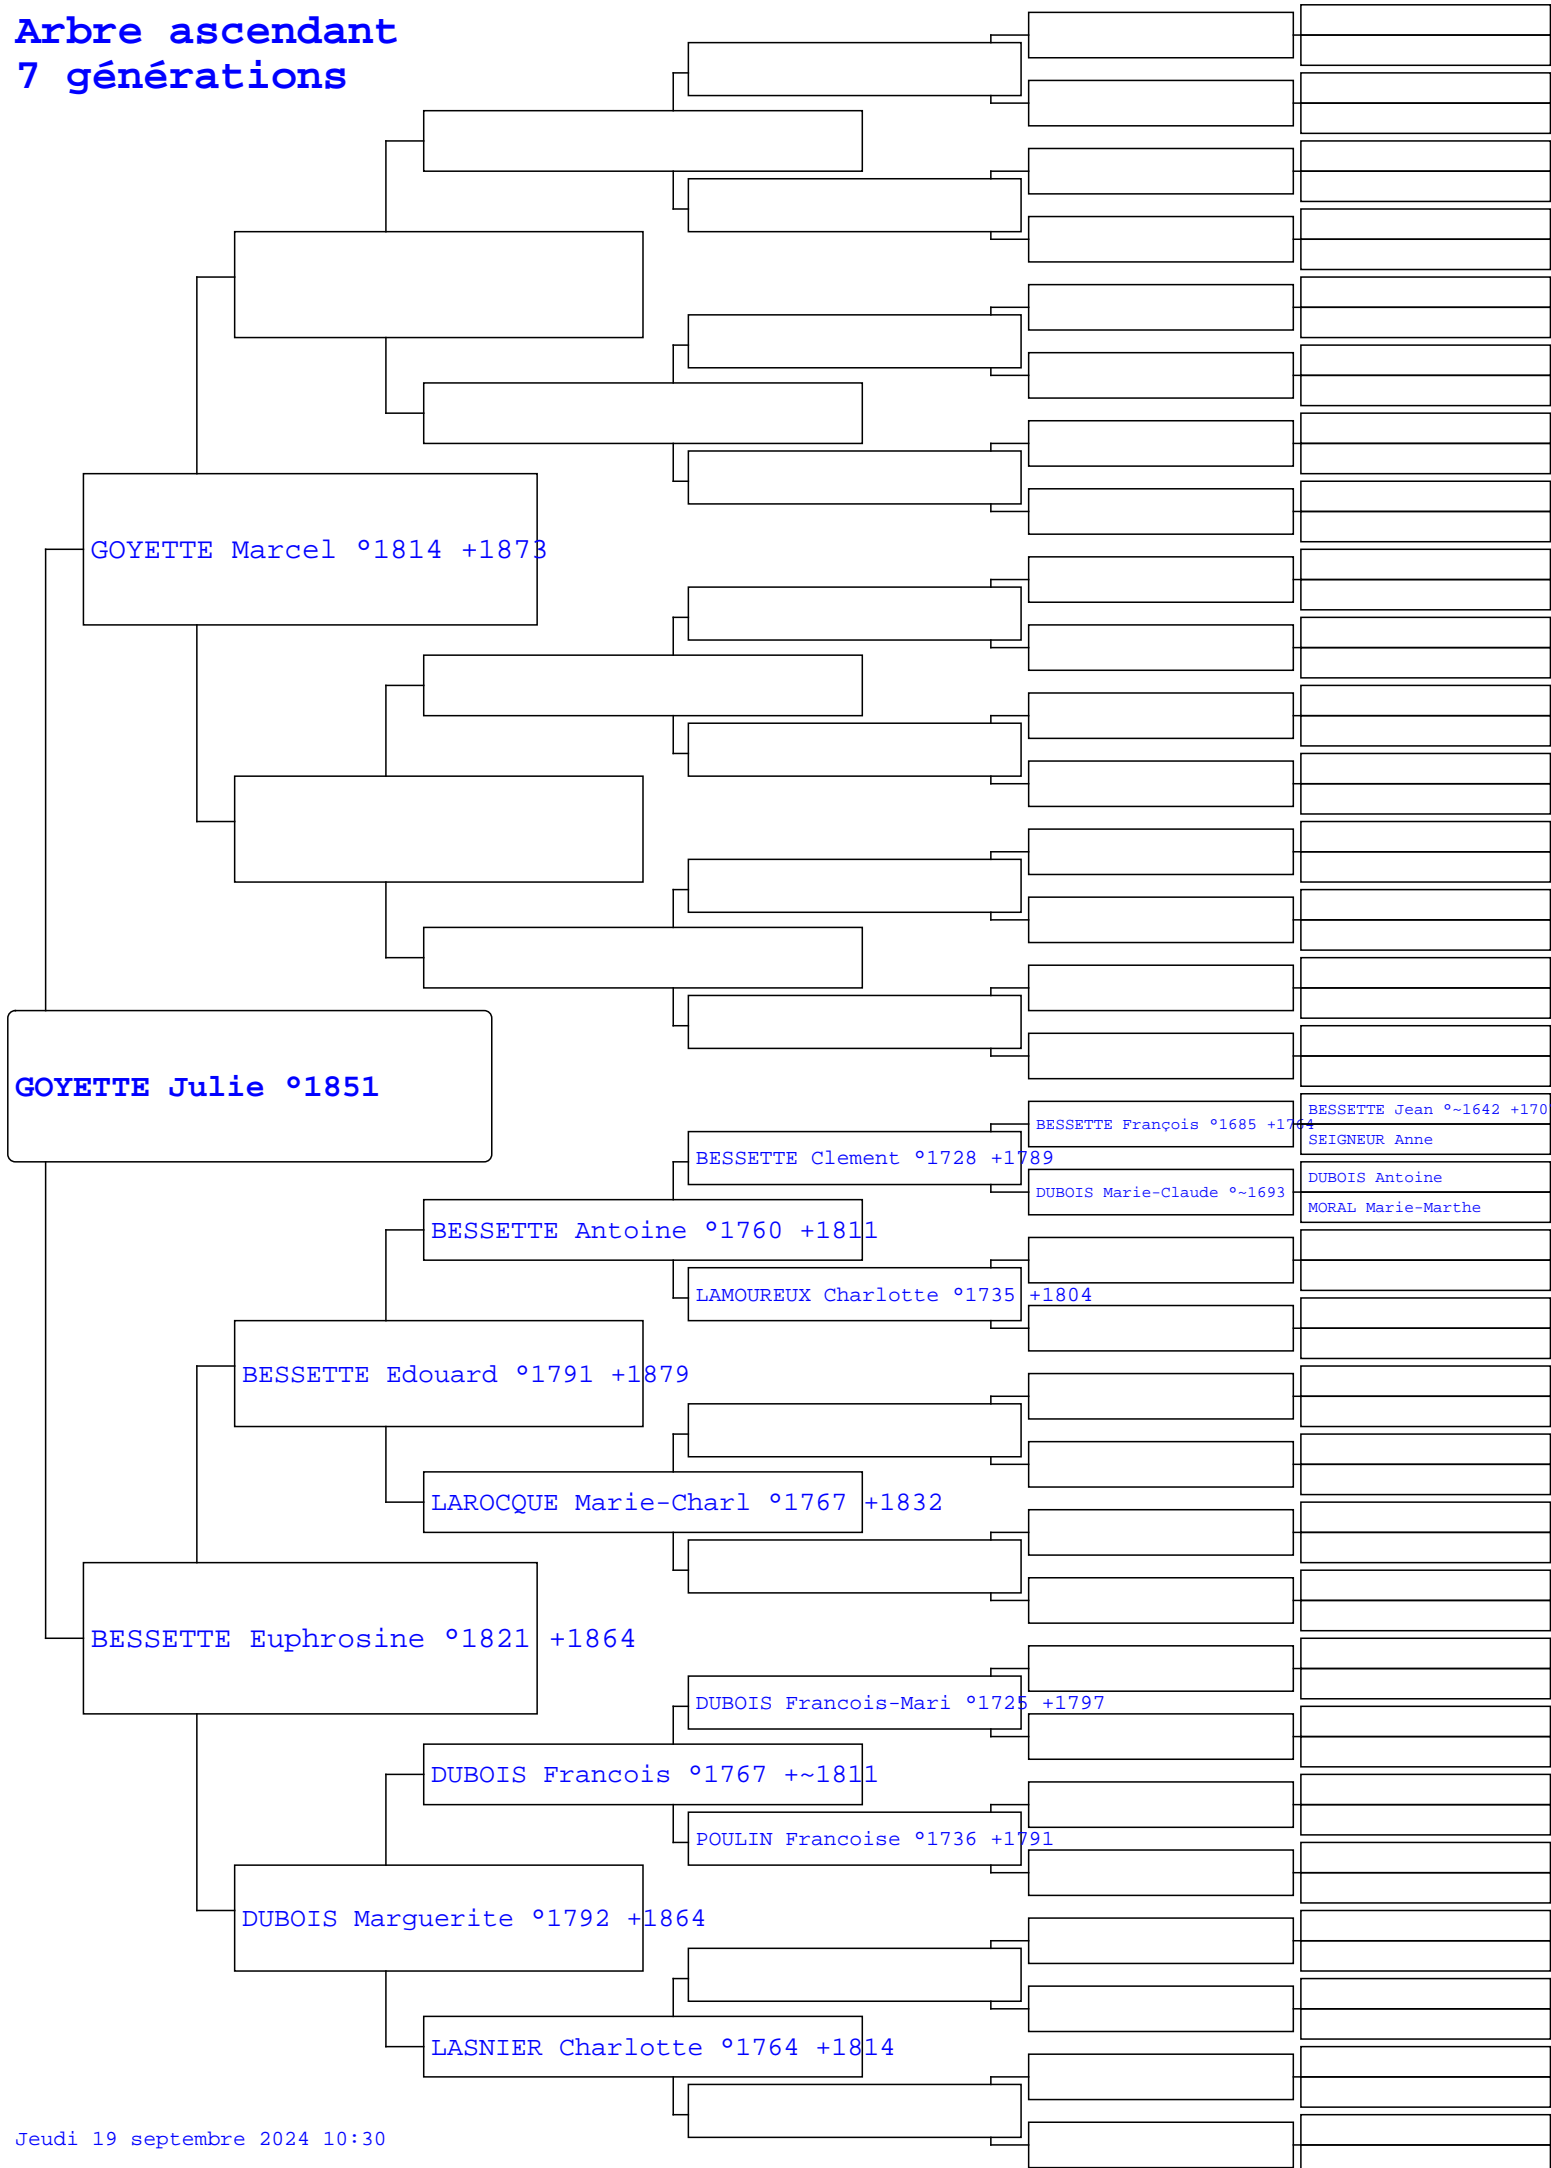 Arbre ascendant
7 générations
GOYETTE Marcel °1814 +1873
GOYETTE Julie °1851
BESSETTE Jean °~1642 +170
BESSETTE François °1685 +1764
SEIGNEUR Anne
BESSETTE Clement °1728 +1789
DUBOIS Antoine
DUBOIS Marie-Claude °~1693
MORAL Marie-Marthe
BESSETTE Antoine °1760 +1811
LAMOUREUX Charlotte °1735 +1804
BESSETTE Edouard °1791 +1879
LAROCQUE Marie-Charl °1767 +1832
BESSETTE Euphrosine °1821 +1864
DUBOIS Francois-Mari °1725 +1797
DUBOIS Francois °1767 +~1811
POULIN Francoise °1736 +1791
DUBOIS Marguerite °1792 +1864
LASNIER Charlotte °1764 +1814
Jeudi 19 septembre 2024 10:30